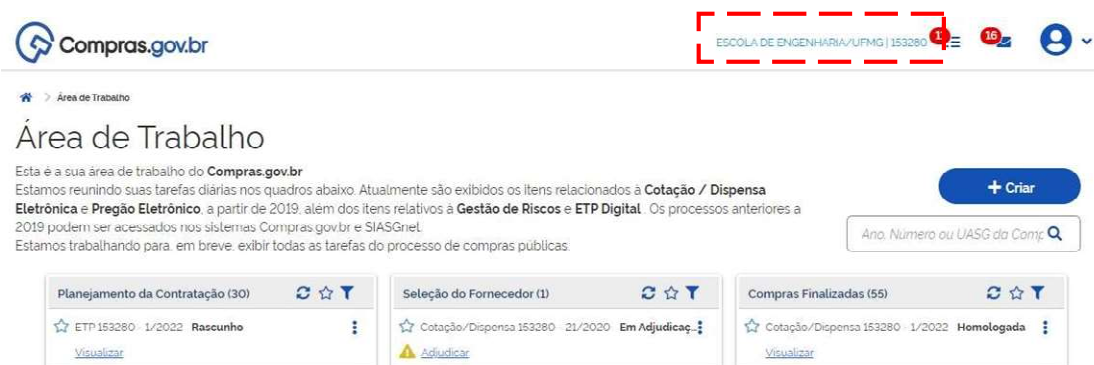 Compras.gov.br
ESCOLA DE ENGENHARIA/UFMG | 153280
16
Área de Trabalho
Área de Trabalho
Esta é a sua área de trabalho do Compras.gov.br
Estamos reunindo suas tarefas diárias nos quadros abaixo. Atualmente são exibidos os itens relacionados à Cotação / Dispensa
Eletrônica e Pregão Eletrônico, a partir de 2019, além dos itens relativos à Gestão de Riscos e ETP Digital . Os processos anteriores a
2019 podem ser acessados nos sistemas Compras.gov.br e SIASGnet.
Estamos trabalhando para, em breve, exibir todas as tarefas do processo de compras públicas.
+ Criar
Ano, Número ou UASG da Comp
Planejamento da Contratação (30)
ETP 153280 - 1/2022 Rascunho
Visualizar
Seleção do Fornecedor (1)
Cotação/Dispensa 153280 - 21/2020 Em Adjudicaç...
Adjudicar
Compras Finalizadas (55)
Cotação/Dispensa 153280 - 1/2022 Homologada
Visualizar